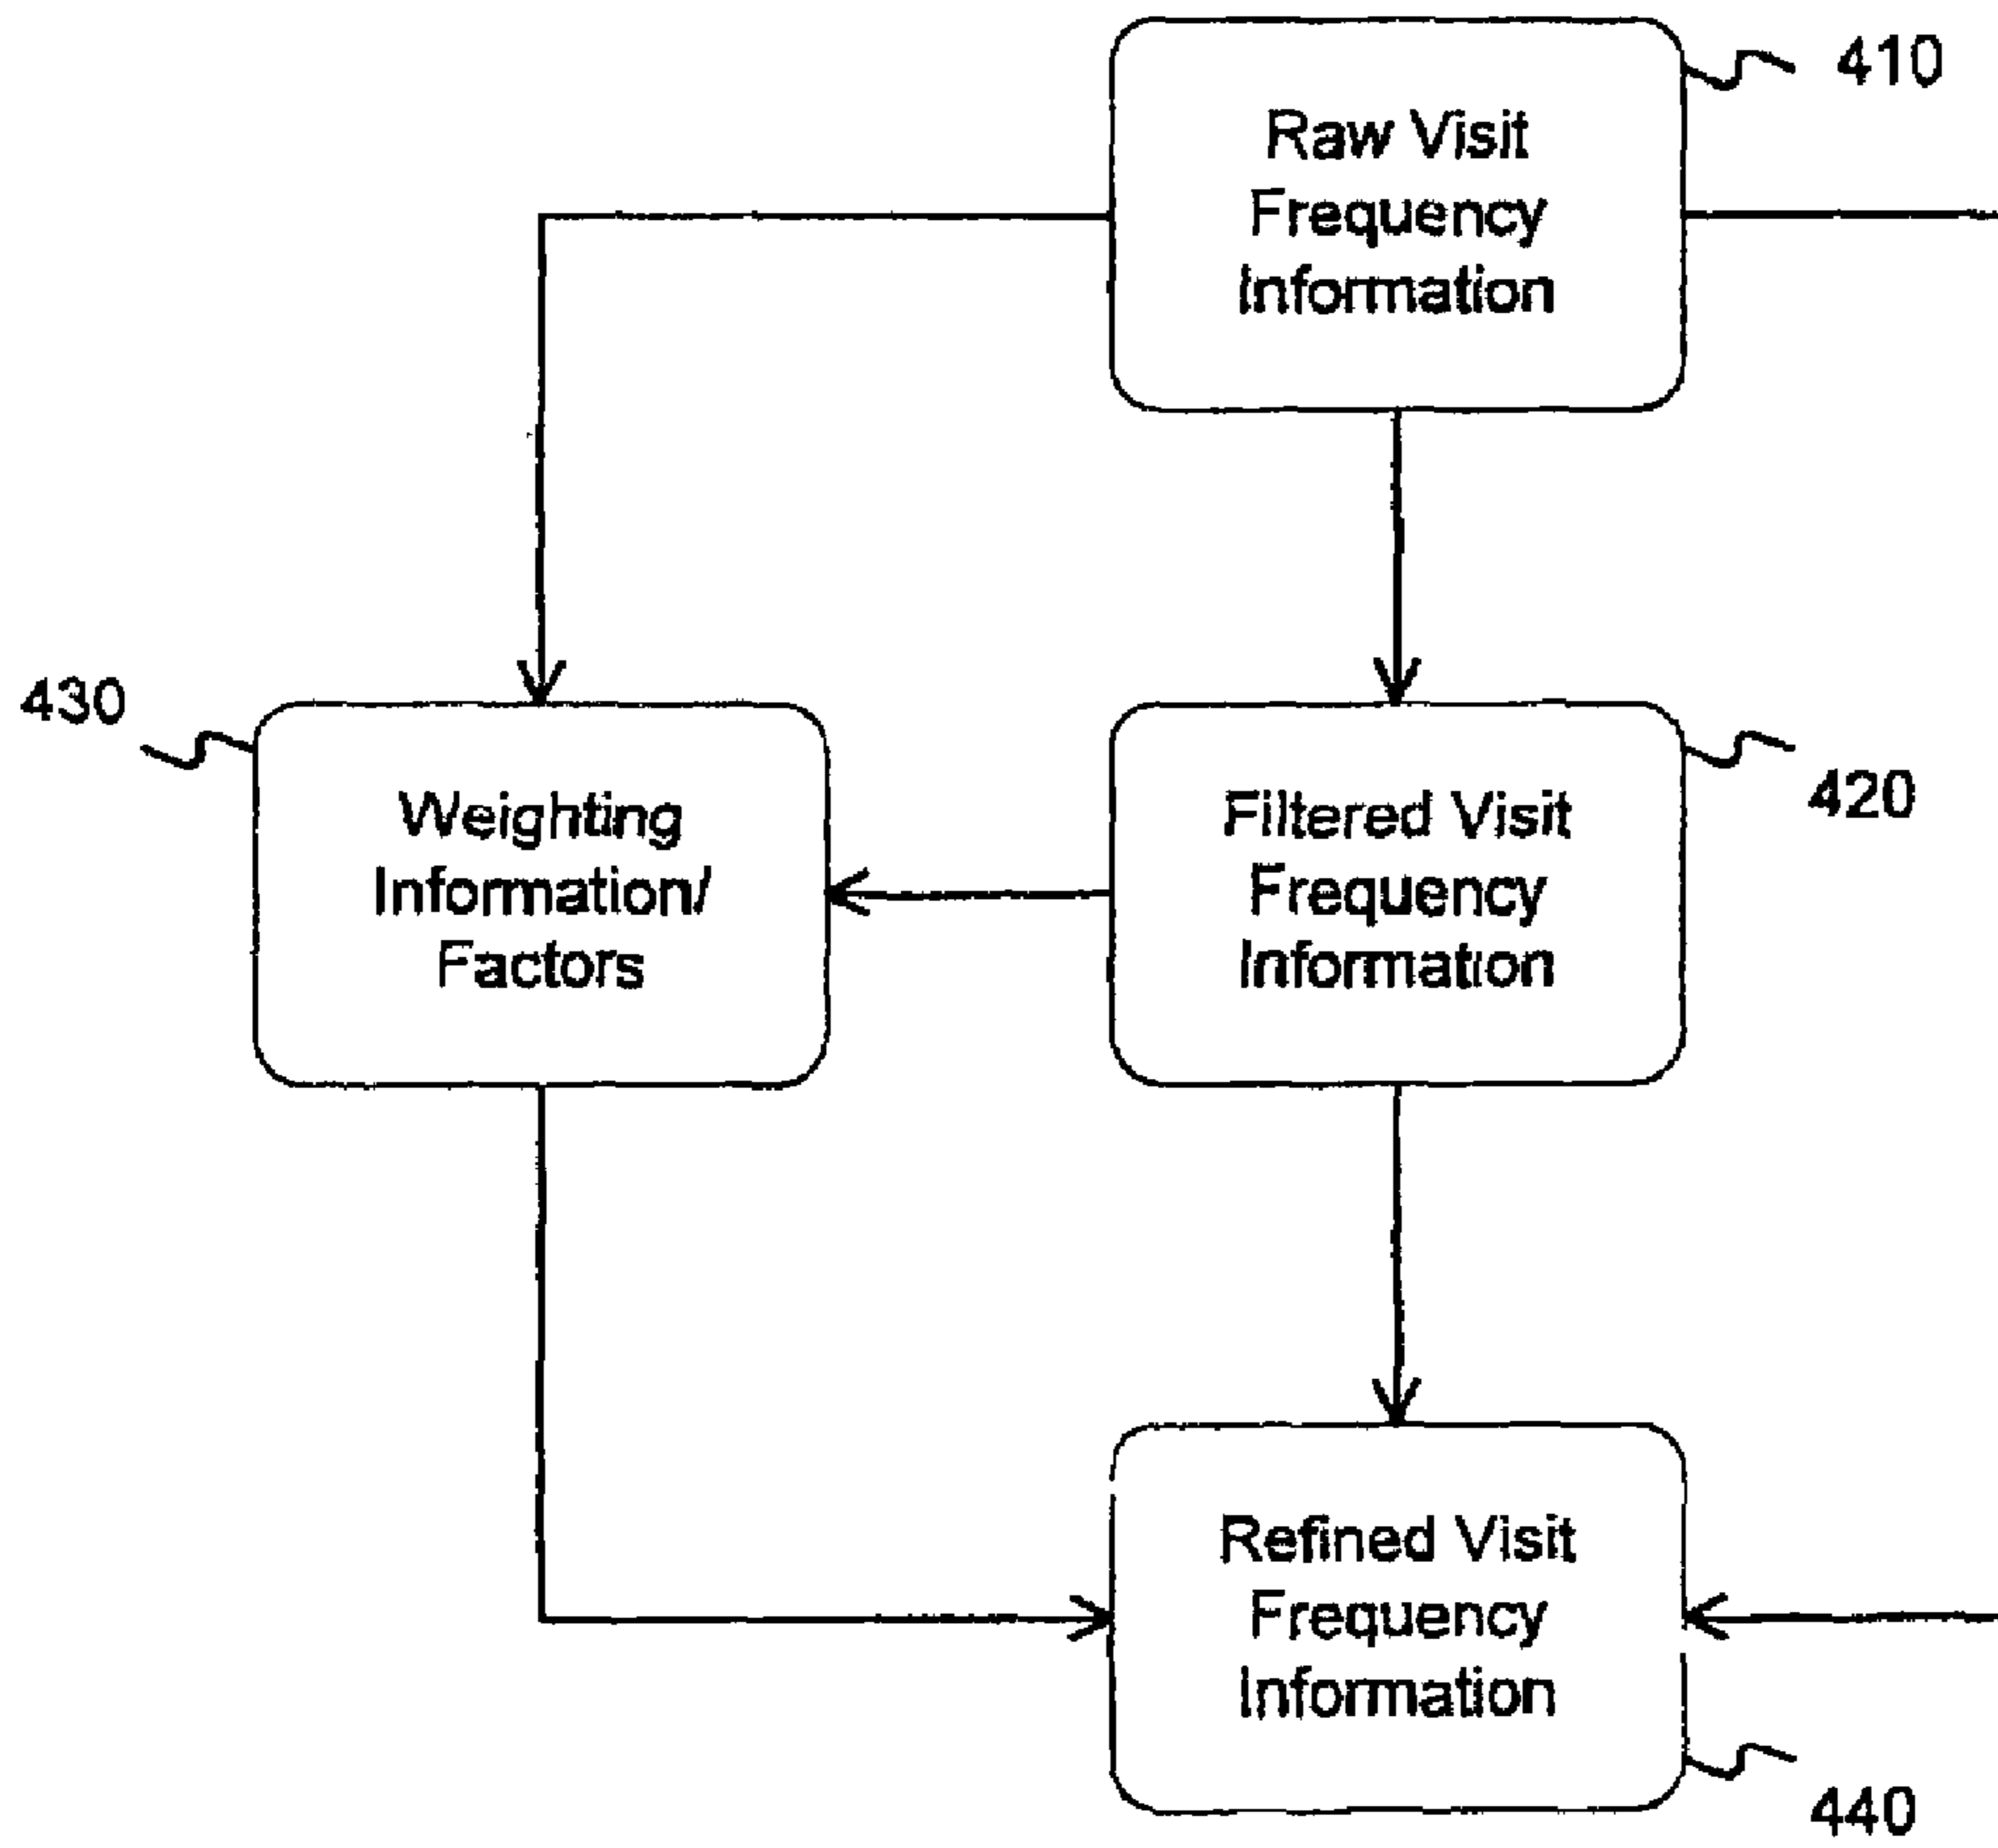 410
Raw Visit
Frequency
Information
430
Weighting
Information/
Factors
Filtered Visit
Frequency
Information
420
Refined Visit
Frequency
Information
440